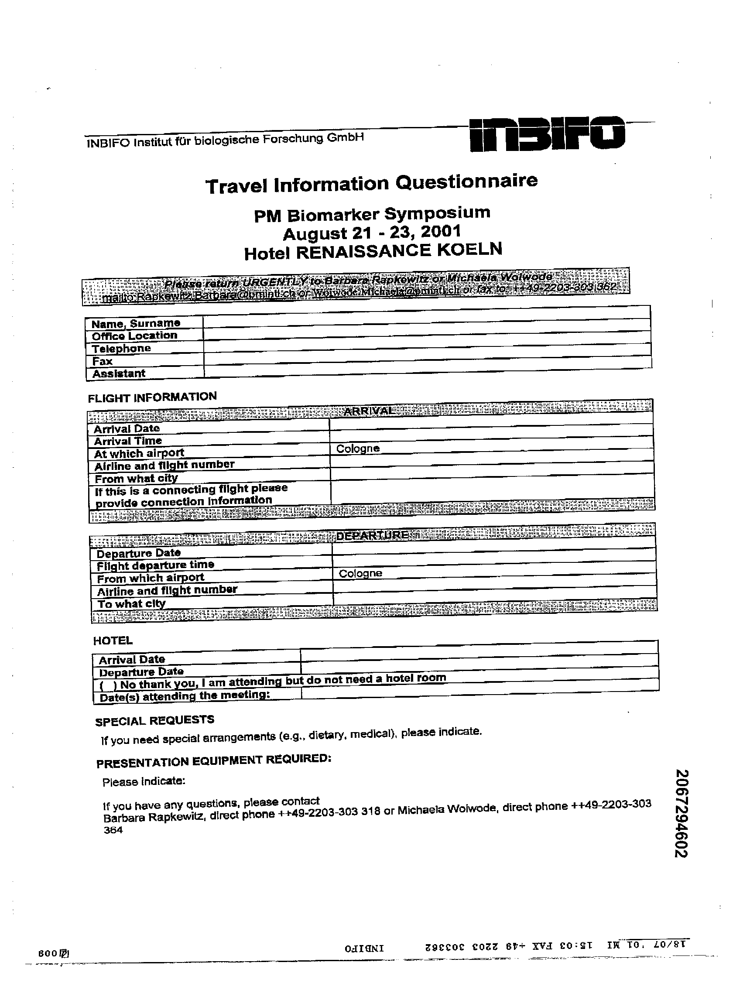 INBIFO Institut für biologische Forschung GmbH
INBIFO
Travel Information Questionnaire
PM Biomarker Symposium
August 21 - 23, 2001
Hotel RENAISSANCE KOELN
Please return URGENTLY to Barbara Rapkewitz or Michaela Wolwode
mailto:Rapkewitz.Barbara@pmintl.ch or Wolwode.Michaela@pmintl.ch or fax to: ++49-2203-303 362
Name, Surname
Office Location
Telephone
Fax
Assistant
FLIGHT INFORMATION
ARRIVAL
Arrival Date
Arrival Time
At which airport Cologne
Airline and flight number
From what city
If this is a connecting flight please
provide connection information
DEPARTURE
Departure Date
Flight departure time
From which airport Cologne
Airline and flight number
To what city
HOTEL
Arrival Date
Departure Date
( ) No thank you, I am attending but do not need a hotel room
Date(s) attending the meeting:
SPECIAL REQUESTS
If you need special arrangements (e.g., dietary, medical), please indicate.
PRESENTATION EQUIPMENT REQUIRED:
Please indicate:
If you have any questions, please contact
Barbara Rapkewitz, direct phone ++49-2203-303 318 or Michaela Wolwode, direct phone ++49-2203-303
364
2067294602
18/07 '01 MI 15:03 FAX +49 2203 303362 INBIFO 009